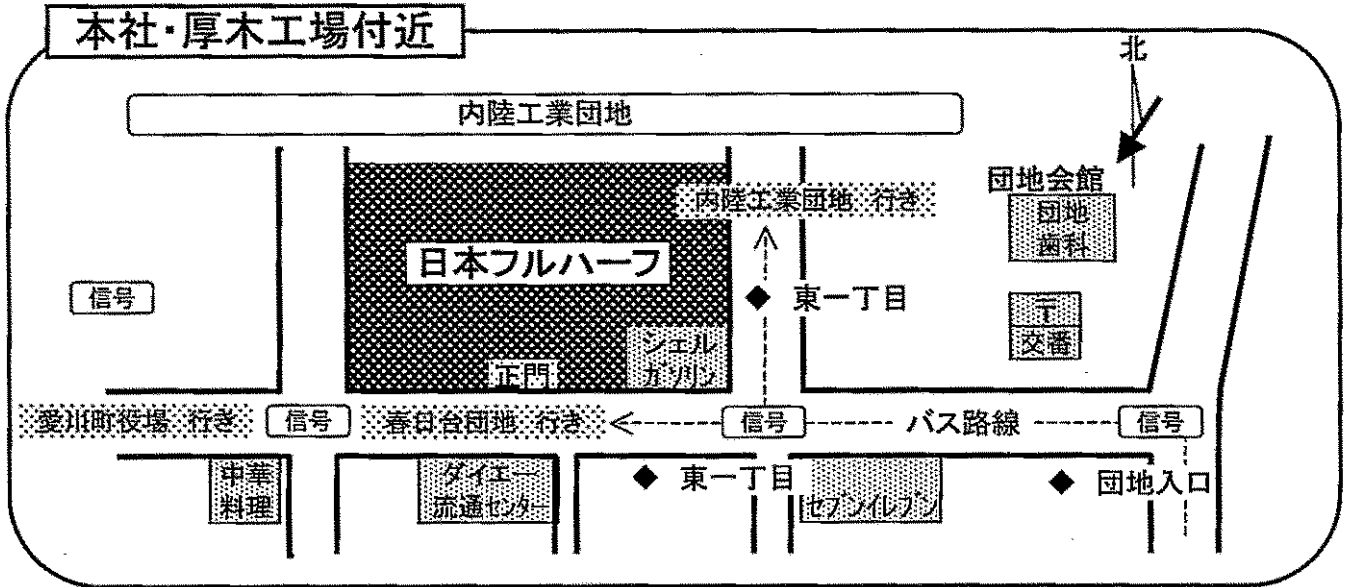 本社・厚木工場付近
北
内陸工業団地
団地会館
内陸工業団地 行き
団地
歯科
日本フルハーフ
信号
東一丁目
〒
交番
シェル
ガソリン
正門
愛川町役場 行き
信号
春日台団地 行き
信号
バス路線
信号
中華
料理
ダイエー
流通センター
東一丁目
セブンイレブン
団地入口